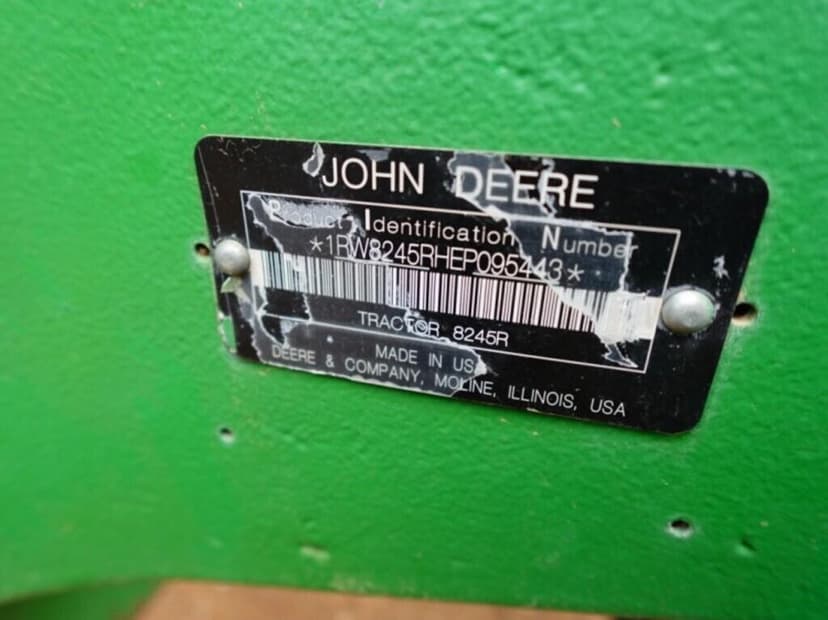 JOHN DEERE
Product Identification Number
*1RW8245RHEP095443*
TRACTOR 8245R
MADE IN USA
DEERE & COMPANY, MOLINE, ILLINOIS, USA